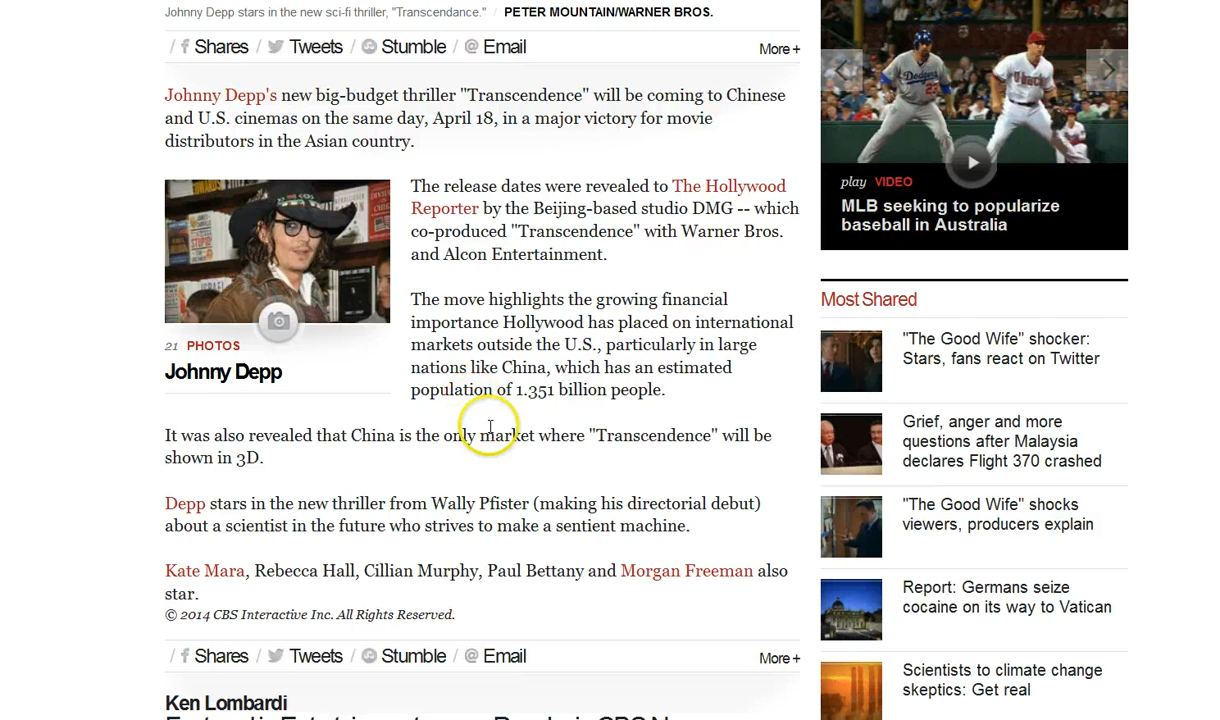 Johnny Depp stars in the new sci-fi thriller, "Transcendance." / PETER MOUNTAIN/WARNER BROS.
/ f Shares / Tweets / Stumble / @ Email More +
Johnny Depp's new big-budget thriller "Transcendence" will be coming to Chinese
and U.S. cinemas on the same day, April 18, in a major victory for movie
distributors in the Asian country.
The release dates were revealed to The Hollywood
Reporter by the Beijing-based studio DMG -- which
co-produced "Transcendence" with Warner Bros.
and Alcon Entertainment.
21 PHOTOS
Johnny Depp
The move highlights the growing financial
importance Hollywood has placed on international
markets outside the U.S., particularly in large
nations like China, which has an estimated
population of 1.351 billion people.
It was also revealed that China is the only market where "Transcendence" will be
shown in 3D.
Depp stars in the new thriller from Wally Pfister (making his directorial debut)
about a scientist in the future who strives to make a sentient machine.
Kate Mara, Rebecca Hall, Cillian Murphy, Paul Bettany and Morgan Freeman also
star.
© 2014 CBS Interactive Inc. All Rights Reserved.
/ f Shares / Tweets / Stumble / @ Email More +
Ken Lombardi
Dodgers
23
play VIDEO
MLB seeking to popularize
baseball in Australia
Most Shared
"The Good Wife" shocker:
Stars, fans react on Twitter
Grief, anger and more
questions after Malaysia
declares Flight 370 crashed
"The Good Wife" shocks
viewers, producers explain
Report: Germans seize
cocaine on its way to Vatican
Scientists to climate change
skeptics: Get real